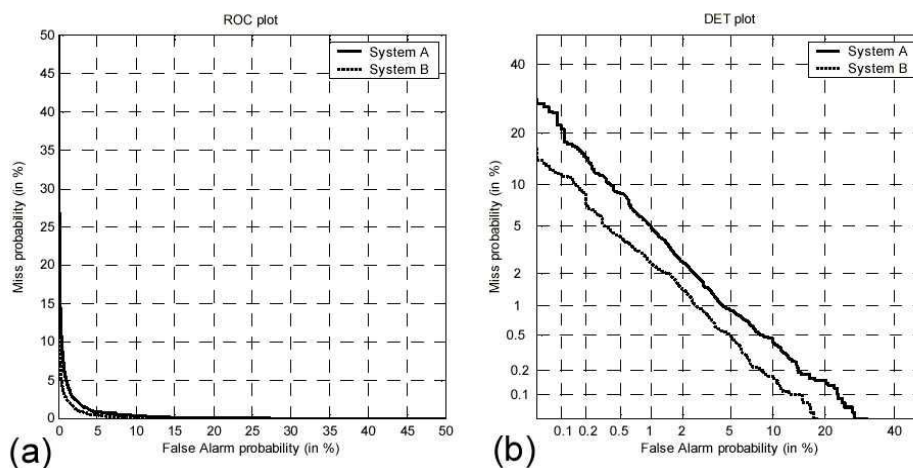 ROC plot
Miss probability (in %)
50
45
40
35
30
25
20
15
10
5
0
System A
System B
0 5 10 15 20 25 30 35 40 45 50
False Alarm probability (in %)
(a)
DET plot
Miss probability (in %)
40
20
10
5
2
1
0.5
0.2
0.1
System A
System B
0.1 0.2 0.5 1 2 5 10 20 40
False Alarm probability (in %)
(b)